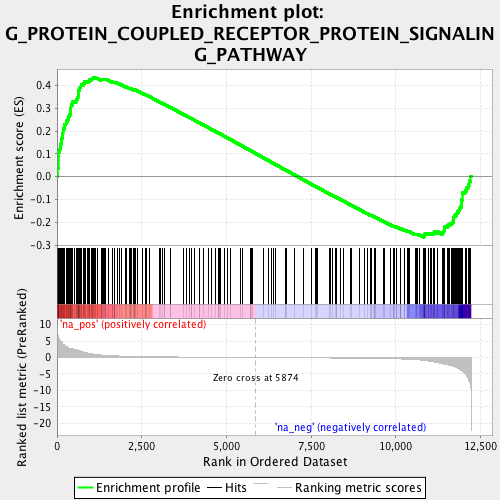 Enrichment plot:
G_PROTEIN_COUPLED_RECEPTOR_PROTEIN_SIGNALIN
G_PATHWAY
Enrichment score (ES)
0.4
0.3
0.2
0.1
0.0
-0.1
-0.2
-0.3
Ranked list metric (PreRanked)
10
5
0
-5
-10
-15
-20
'na_pos' (positively correlated)
Zero cross at 5874
'na_neg' (negatively correlated)
0
2,500
5,000
7,500
10,000
12,500
Rank in Ordered Dataset
Enrichment profile
Hits
Ranking metric scores